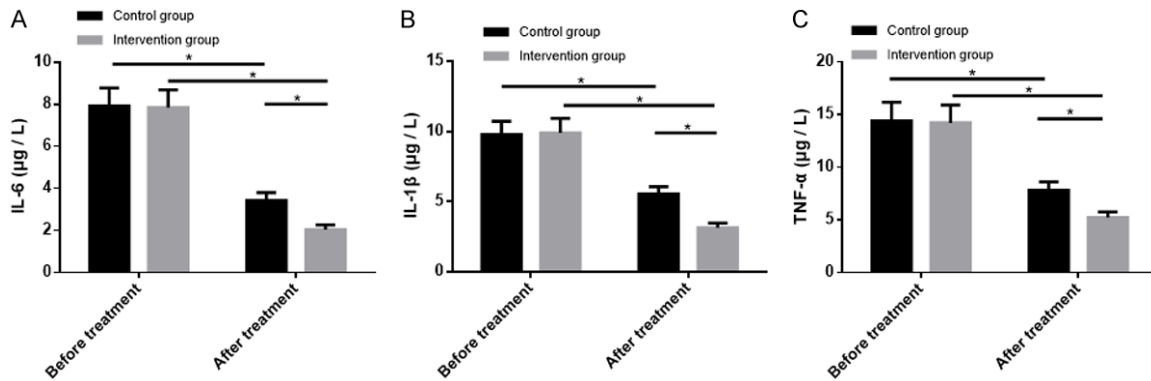 A
Control group
Intervention group
IL-6 (µg / L)
10
8
6
4
2
0
*
*
*
Before treatment
After treatment
B
Control group
Intervention group
IL-1β (µg / L)
15
10
5
0
*
*
*
Before treatment
After treatment
C
Control group
Intervention group
TNF-α (µg / L)
20
15
10
5
0
*
*
*
Before treatment
After treatment